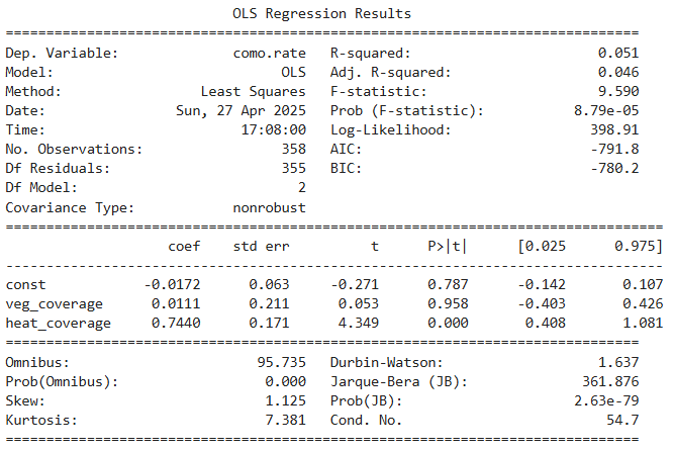 OLS Regression Results
==============================================================================
Dep. Variable: como.rate R-squared: 0.051
Model: OLS Adj. R-squared: 0.046
Method: Least Squares F-statistic: 9.590
Date: Sun, 27 Apr 2025 Prob (F-statistic): 8.79e-05
Time: 17:08:00 Log-Likelihood: 398.91
No. Observations: 358 AIC: -791.8
Df Residuals: 355 BIC: -780.2
Df Model: 2
Covariance Type: nonrobust
=================================================================================
coef std err t P>|t| [0.025 0.975]
---------------------------------------------------------------------------------
const -0.0172 0.063 -0.271 0.787 -0.142 0.107
veg_coverage 0.0111 0.211 0.053 0.958 -0.403 0.426
heat_coverage 0.7440 0.171 4.349 0.000 0.408 1.081
==============================================================================
Omnibus: 95.735 Durbin-Watson: 1.637
Prob(Omnibus): 0.000 Jarque-Bera (JB): 361.876
Skew: 1.125 Prob(JB): 2.63e-79
Kurtosis: 7.381 Cond. No. 54.7
==============================================================================